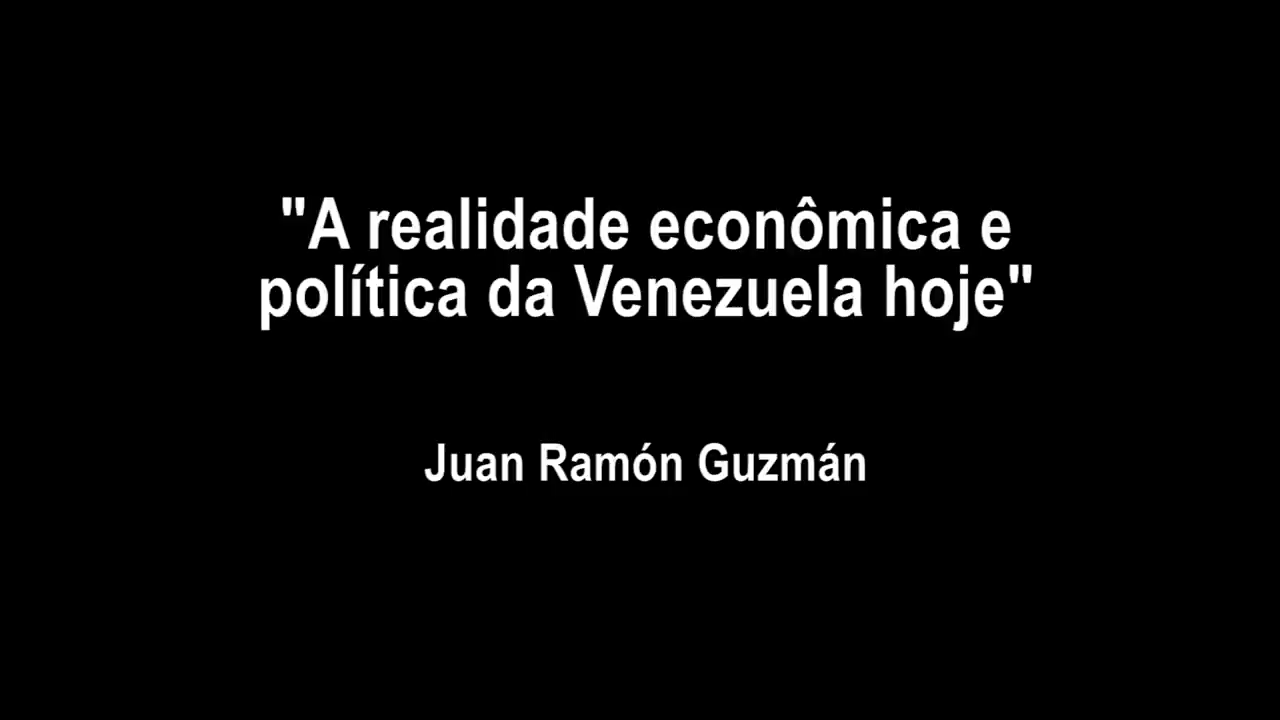 "A realidade econômica e
política da Venezuela hoje"
Juan Ramón Guzmán